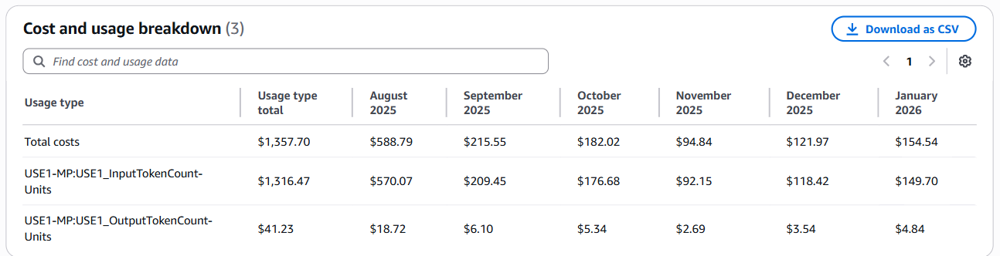 Cost and usage breakdown (3)
Download as CSV
Find cost and usage data
1
Usage type
Usage type total
August 2025
September 2025
October 2025
November 2025
December 2025
January 2026
Total costs $1,357.70 $588.79 $215.55 $182.02 $94.84 $121.97 $154.54
USE1-MP:USE1_InputTokenCount-
Units
$1,316.47 $570.07 $209.45 $176.68 $92.15 $118.42 $149.70
USE1-MP:USE1_OutputTokenCount-
Units
$41.23 $18.72 $6.10 $5.34 $2.69 $3.54 $4.84